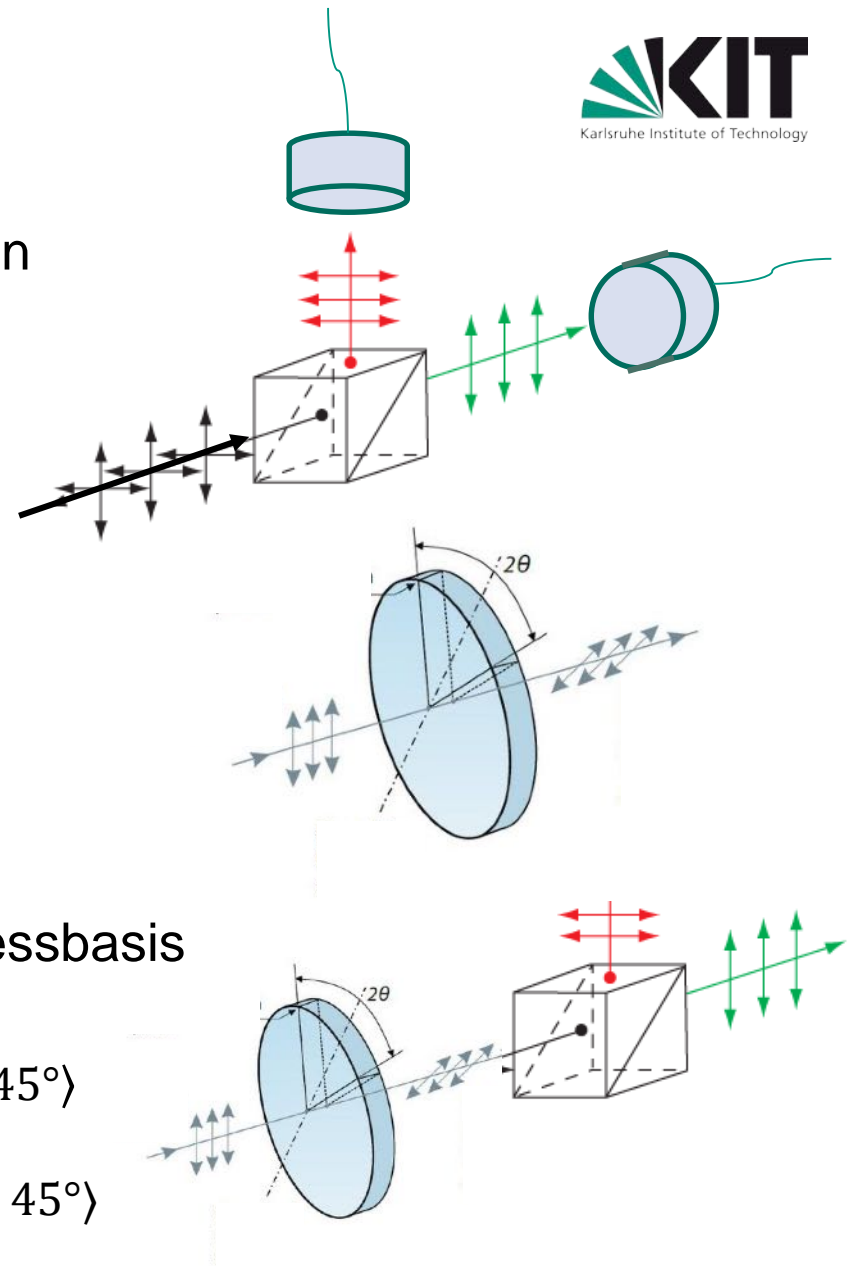 KIT
Karlsruhe Institute of Technology
n
2θ
essbasis
2θ
45°⟩
45°⟩